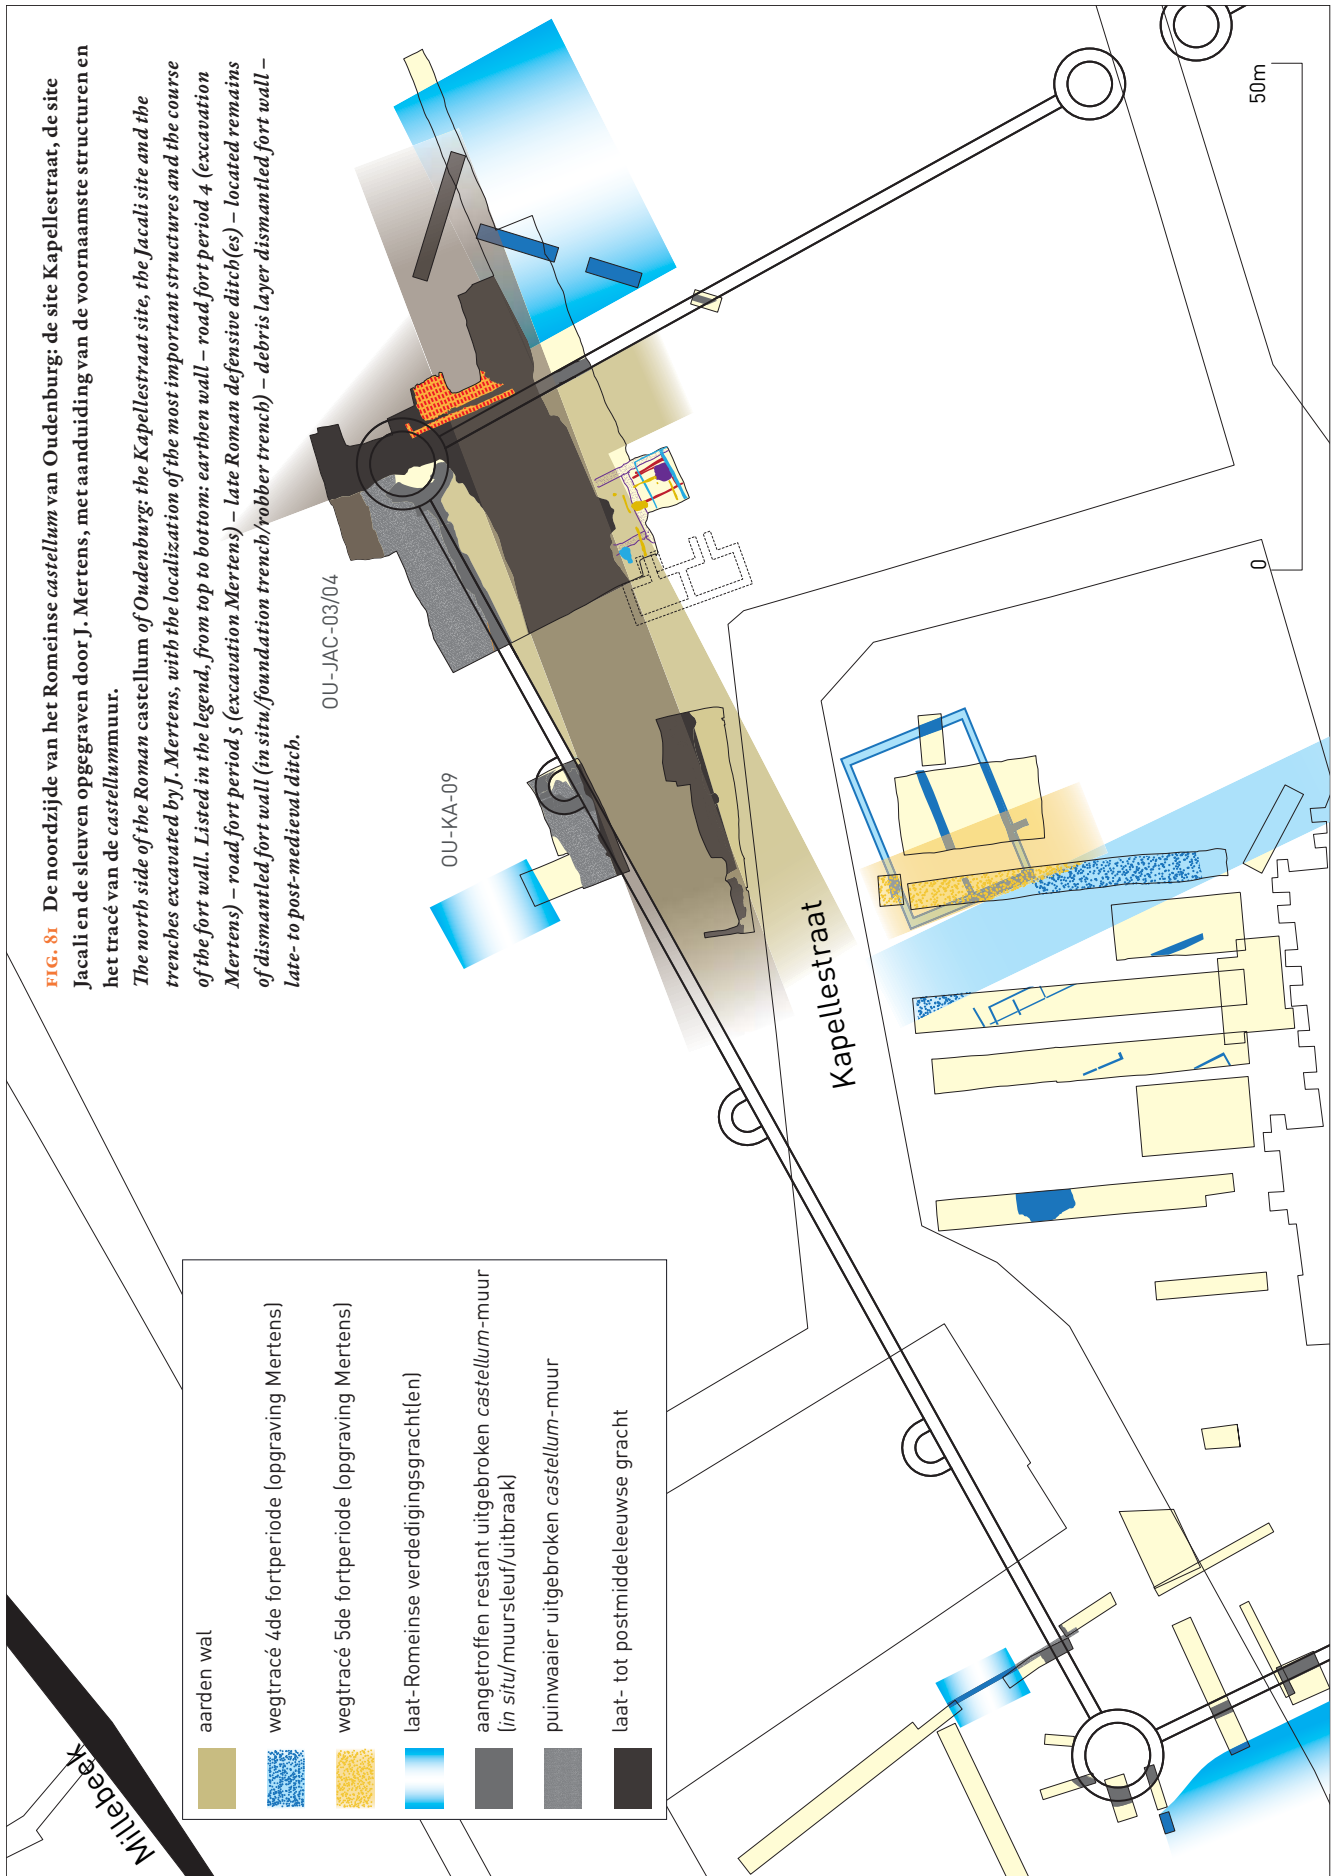 FIG. 81 De noordzijde van het Romeinse castellum van Oudenburg: de site Kapellestraat, de site
Jacali en de sleuven opgegraven door J. Mertens, met aanduiding van de voornaamste structuren en
het tracé van de castellummuur.
The north side of the Roman castellum of Oudenburg: the Kapellestraat site, the Jacali site and the
trenches excavated by J. Mertens, with the localization of the most important structures and the course
of the fort wall. Listed in the legend, from top to bottom: earthen wall – road fort period 4 (excavation
Mertens) – road fort period 5 (excavation Mertens) – late Roman defensive ditch(es) – located remains
of dismantled fort wall (in situ/foundation trench/robber trench) – debris layer dismantled fort wall –
late- to post-medieval ditch.
OU-JAC-03/04
OU-KA-09
Kapellestraat
Millebeek
0
50m
aarden wal
wegtracé 4de fortperiode (opgraving Mertens)
wegtracé 5de fortperiode (opgraving Mertens)
laat-Romeinse verdedigingsgracht(en)
aangetroffen restant uitgebroken castellum-muur
(in situ/muursleuf/uitbraak)
puinwaaier uitgebroken castellum-muur
laat- tot postmiddeleeuwse gracht